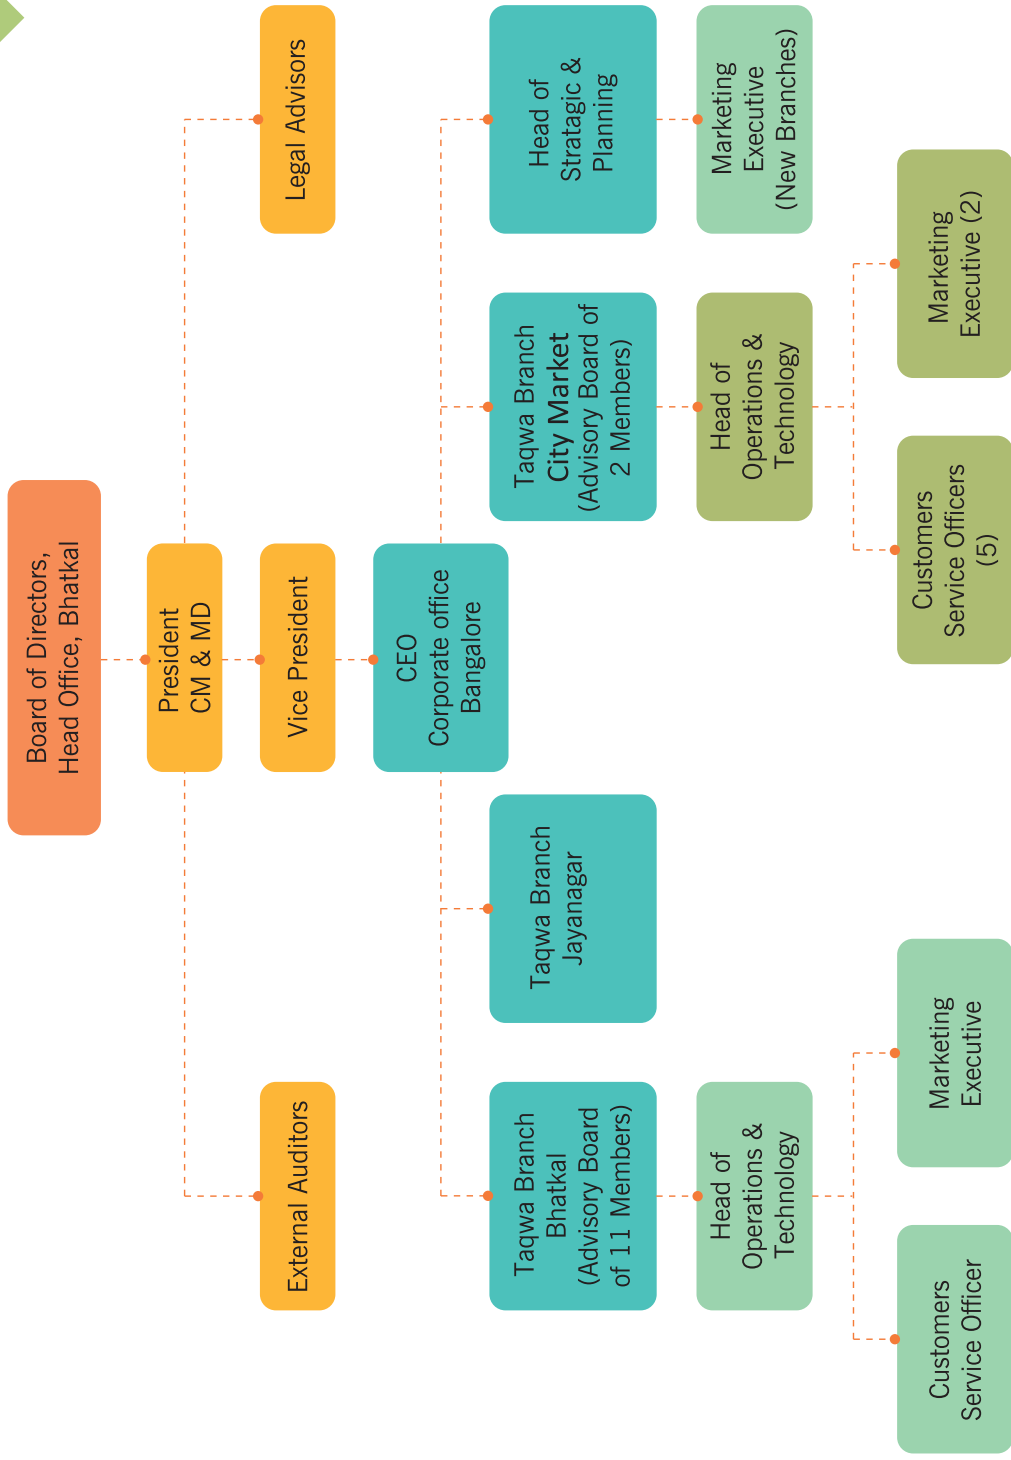 Board of Directors,
Head Office, Bhatkal
President
CM & MD
External Auditors
Vice President
Legal Advisors
CEO
Corporate office
Bangalore
Taqwa Branch
Bhatkal
(Advisory Board
of 11 Members)
Taqwa Branch
Jayanagar
Taqwa Branch
City Market
(Advisory Board of
2 Members)
Head of
Stratagic &
Planning
Head of
Operations &
Technology
Head of
Operations &
Technology
Marketing
Executive
(New Branches)
Customers
Service Officer
Marketing
Executive
Customers
Service Officers
(5)
Marketing
Executive (2)